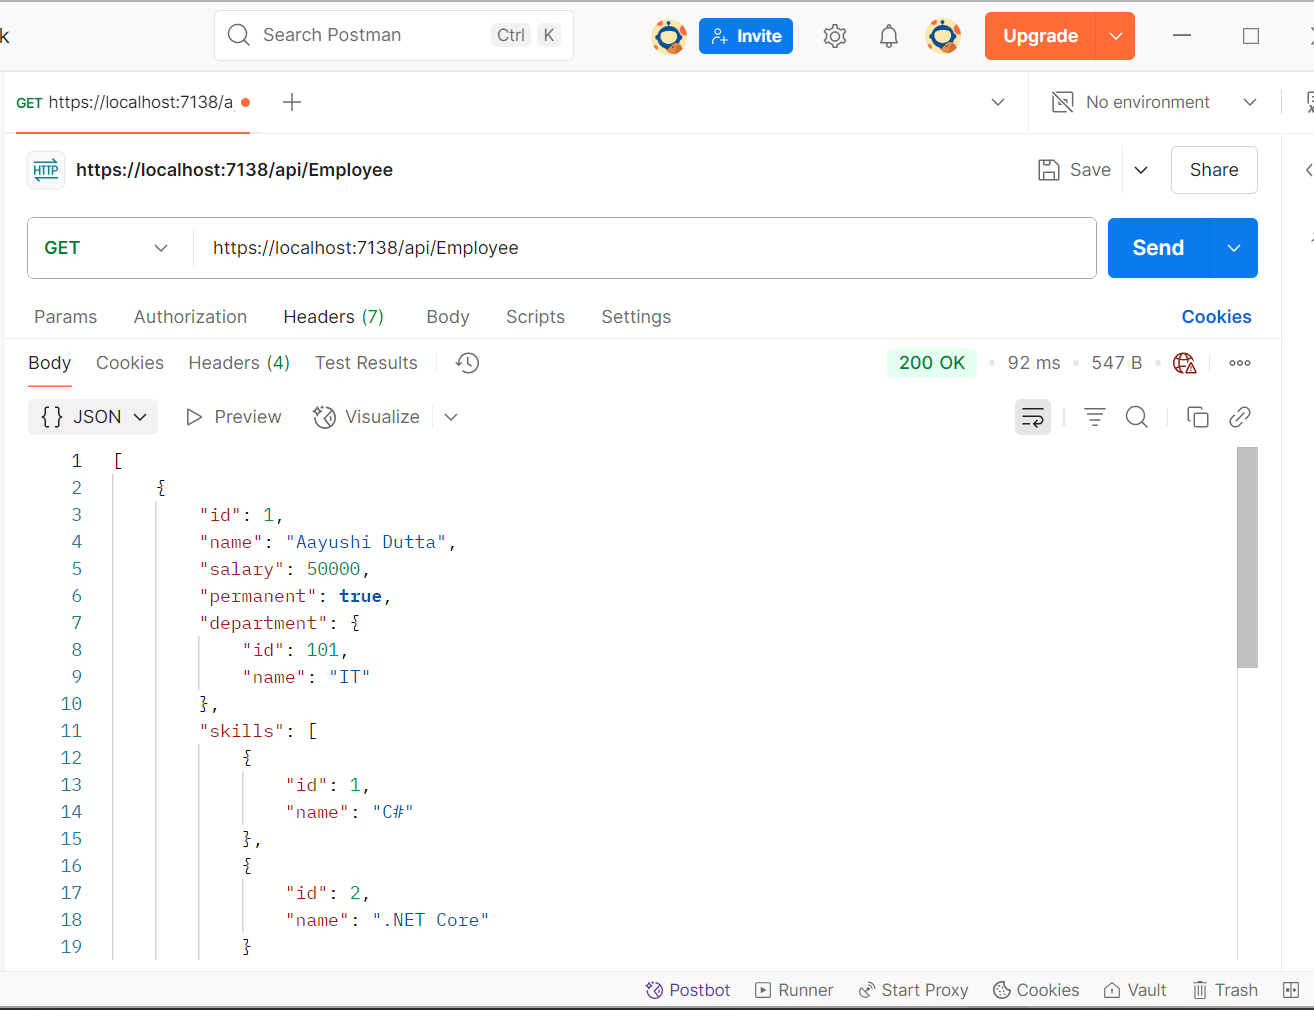 k Search Postman Ctrl K Invite Upgrade
GET https://localhost:7138/a No environment
HTTP https://localhost:7138/api/Employee Save Share
GET https://localhost:7138/api/Employee Send
Params Authorization Headers (7) Body Scripts Settings Cookies
Body Cookies Headers (4) Test Results 200 OK 92 ms 547 B
{} JSON Preview Visualize
1 [
2 {
3 "id": 1,
4 "name": "Aayushi Dutta",
5 "salary": 50000,
6 "permanent": true,
7 "department": {
8 "id": 101,
9 "name": "IT"
10 },
11 "skills": [
12 {
13 "id": 1,
14 "name": "C#"
15 },
16 {
17 "id": 2,
18 "name": ".NET Core"
19 }
Postbot Runner Start Proxy Cookies Vault Trash